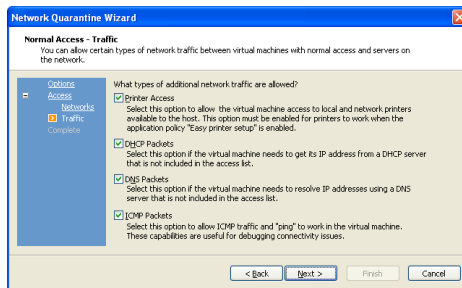 Network Quarantine Wizard
Normal Access - Traffic
You can allow certain types of network traffic between virtual machines with normal access and servers on
the network.
Options
Access
Networks
Traffic
Complete
What types of additional network traffic are allowed?
Printer Access
Select this option to allow the virtual machine access to local and network printers
available to the host. This option must be enabled for printers to work when the
application policy "Easy printer setup" is enabled.
DHCP Packets
Select this option if the virtual machine needs to get its IP address from a DHCP server
that is not included in the access list.
DNS Packets
Select this option if the virtual machine needs to resolve IP addresses using a DNS
server that is not included in the access list.
ICMP Packets
Select this option to allow ICMP traffic and "ping" to work in the virtual machine.
These capabilities are useful for debugging connectivity issues.
< Back
Next >
Finish
Cancel